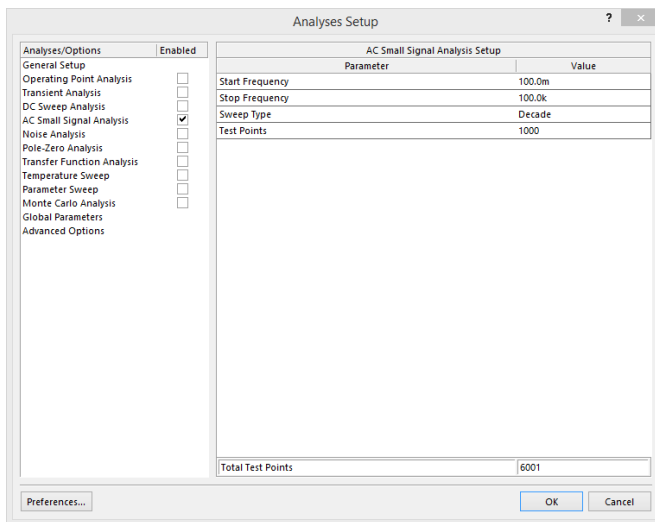 Analyses Setup
?
Analyses/Options Enabled
General Setup
Operating Point Analysis
Transient Analysis
DC Sweep Analysis
AC Small Signal Analysis
Noise Analysis
Pole-Zero Analysis
Transfer Function Analysis
Temperature Sweep
Parameter Sweep
Monte Carlo Analysis
Global Parameters
Advanced Options
AC Small Signal Analysis Setup
Parameter Value
Start Frequency 100.0m
Stop Frequency 100.0k
Sweep Type Decade
Test Points 1000
Total Test Points 6001
Preferences... OK Cancel